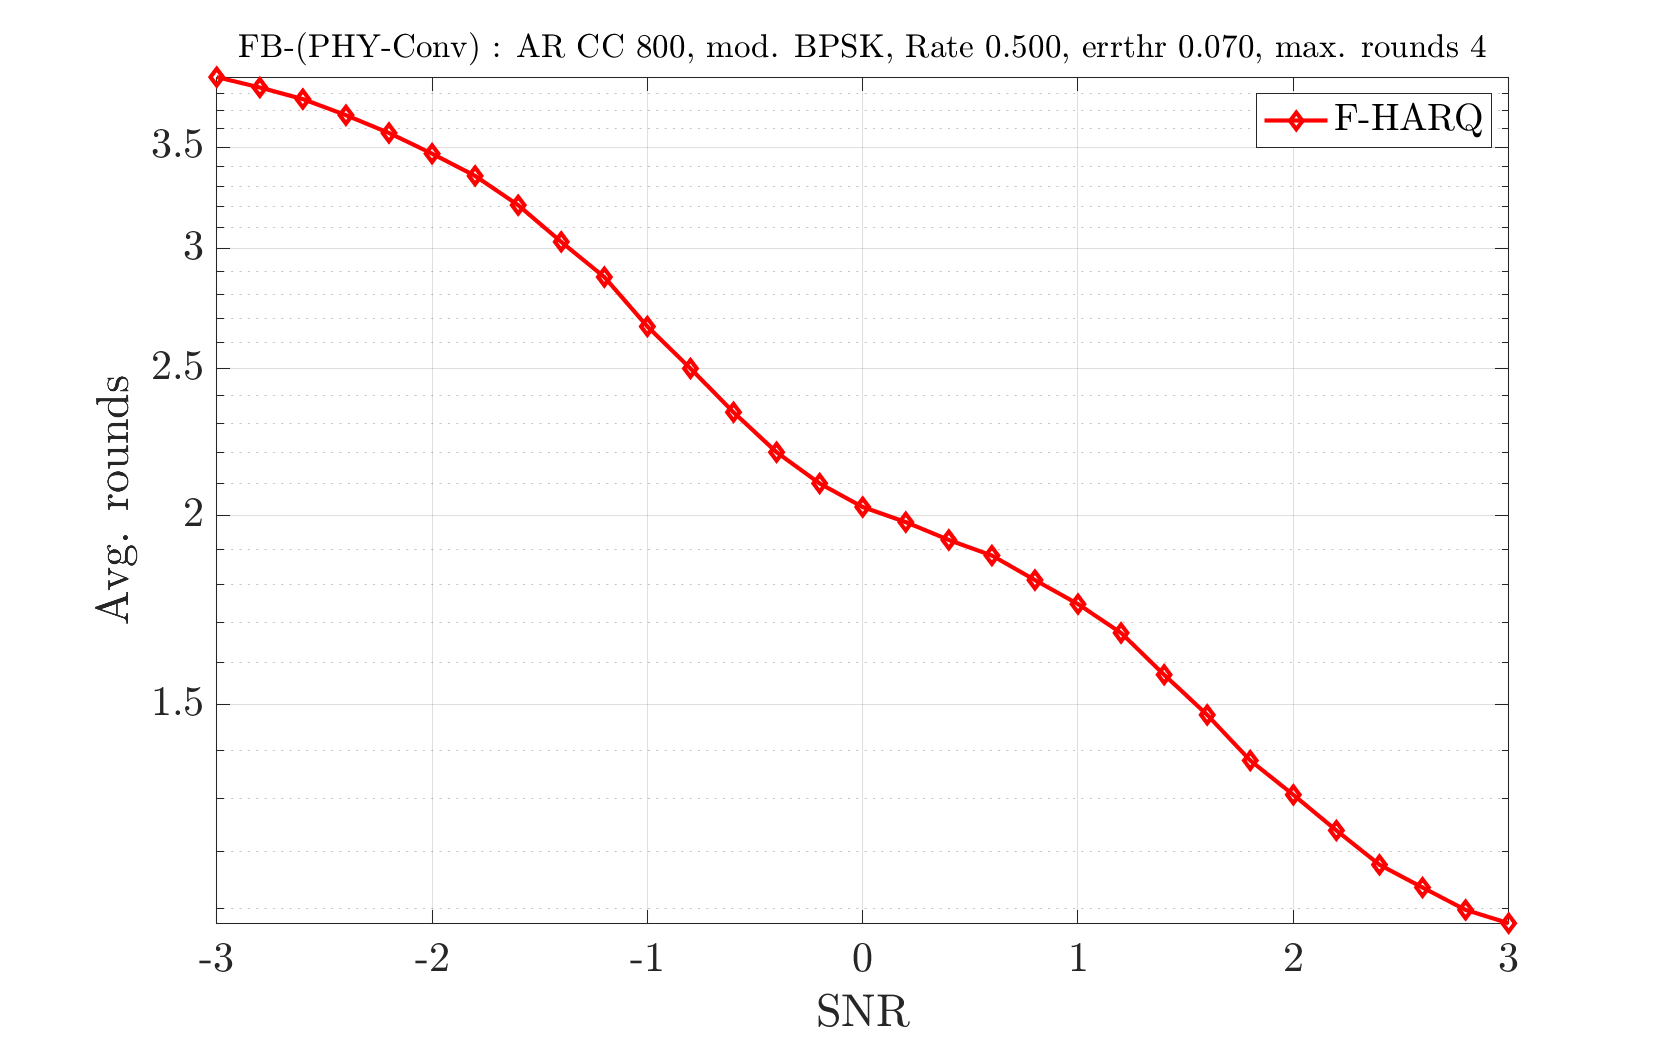 FB-(PHY-Conv) : AR CC 800, mod. BPSK, Rate 0.500, errthr 0.070, max. rounds 4
F-HARQ
3.5
3
2.5
2
1.5
Avg. rounds
-3 -2 -1 0 1 2 3
SNR